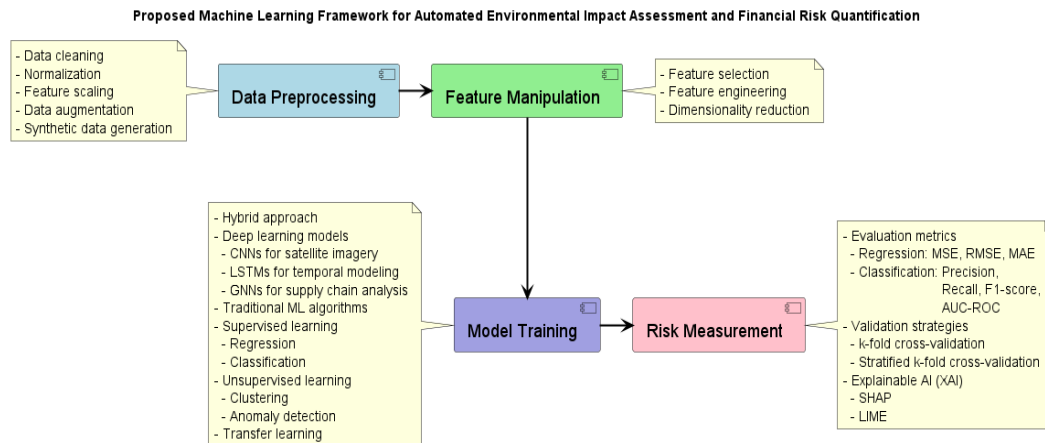 Proposed Machine Learning Framework for Automated Environmental Impact Assessment and Financial Risk Quantification
- Data cleaning
- Normalization
- Feature scaling
- Data augmentation
- Synthetic data generation
Data Preprocessing
Feature Manipulation
- Feature selection
- Feature engineering
- Dimensionality reduction
- Hybrid approach
- Deep learning models
- CNNs for satellite imagery
- LSTMs for temporal modeling
- GNNs for supply chain analysis
- Traditional ML algorithms
- Supervised learning
- Regression
- Classification
- Unsupervised learning
- Clustering
- Anomaly detection
- Transfer learning
Model Training
Risk Measurement
- Evaluation metrics
- Regression: MSE, RMSE, MAE
- Classification: Precision,
Recall, F1-score,
AUC-ROC
- Validation strategies
- k-fold cross-validation
- Stratified k-fold cross-validation
- Explainable AI (XAI)
- SHAP
- LIME